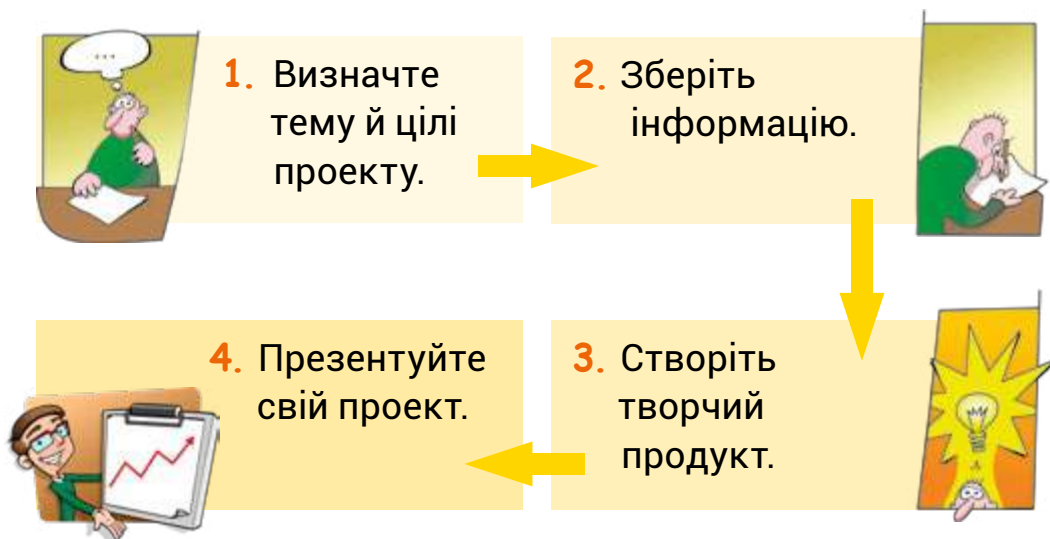 ...
1. Визначте
тему й цілі
проекту.
2. Зберіть
інформацію.
3. Створіть
творчий
продукт.
4. Презентуйте
свій проект.